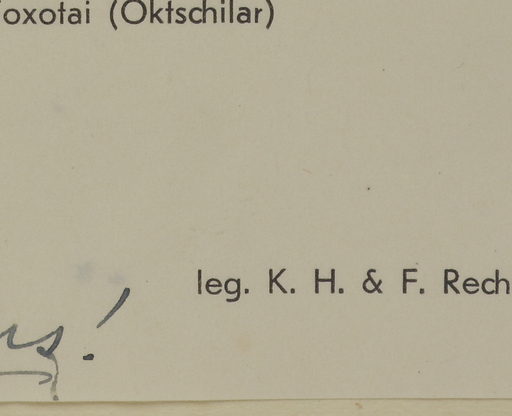 oxotai (Oktschilar)
leg. K. H. & F. Rech